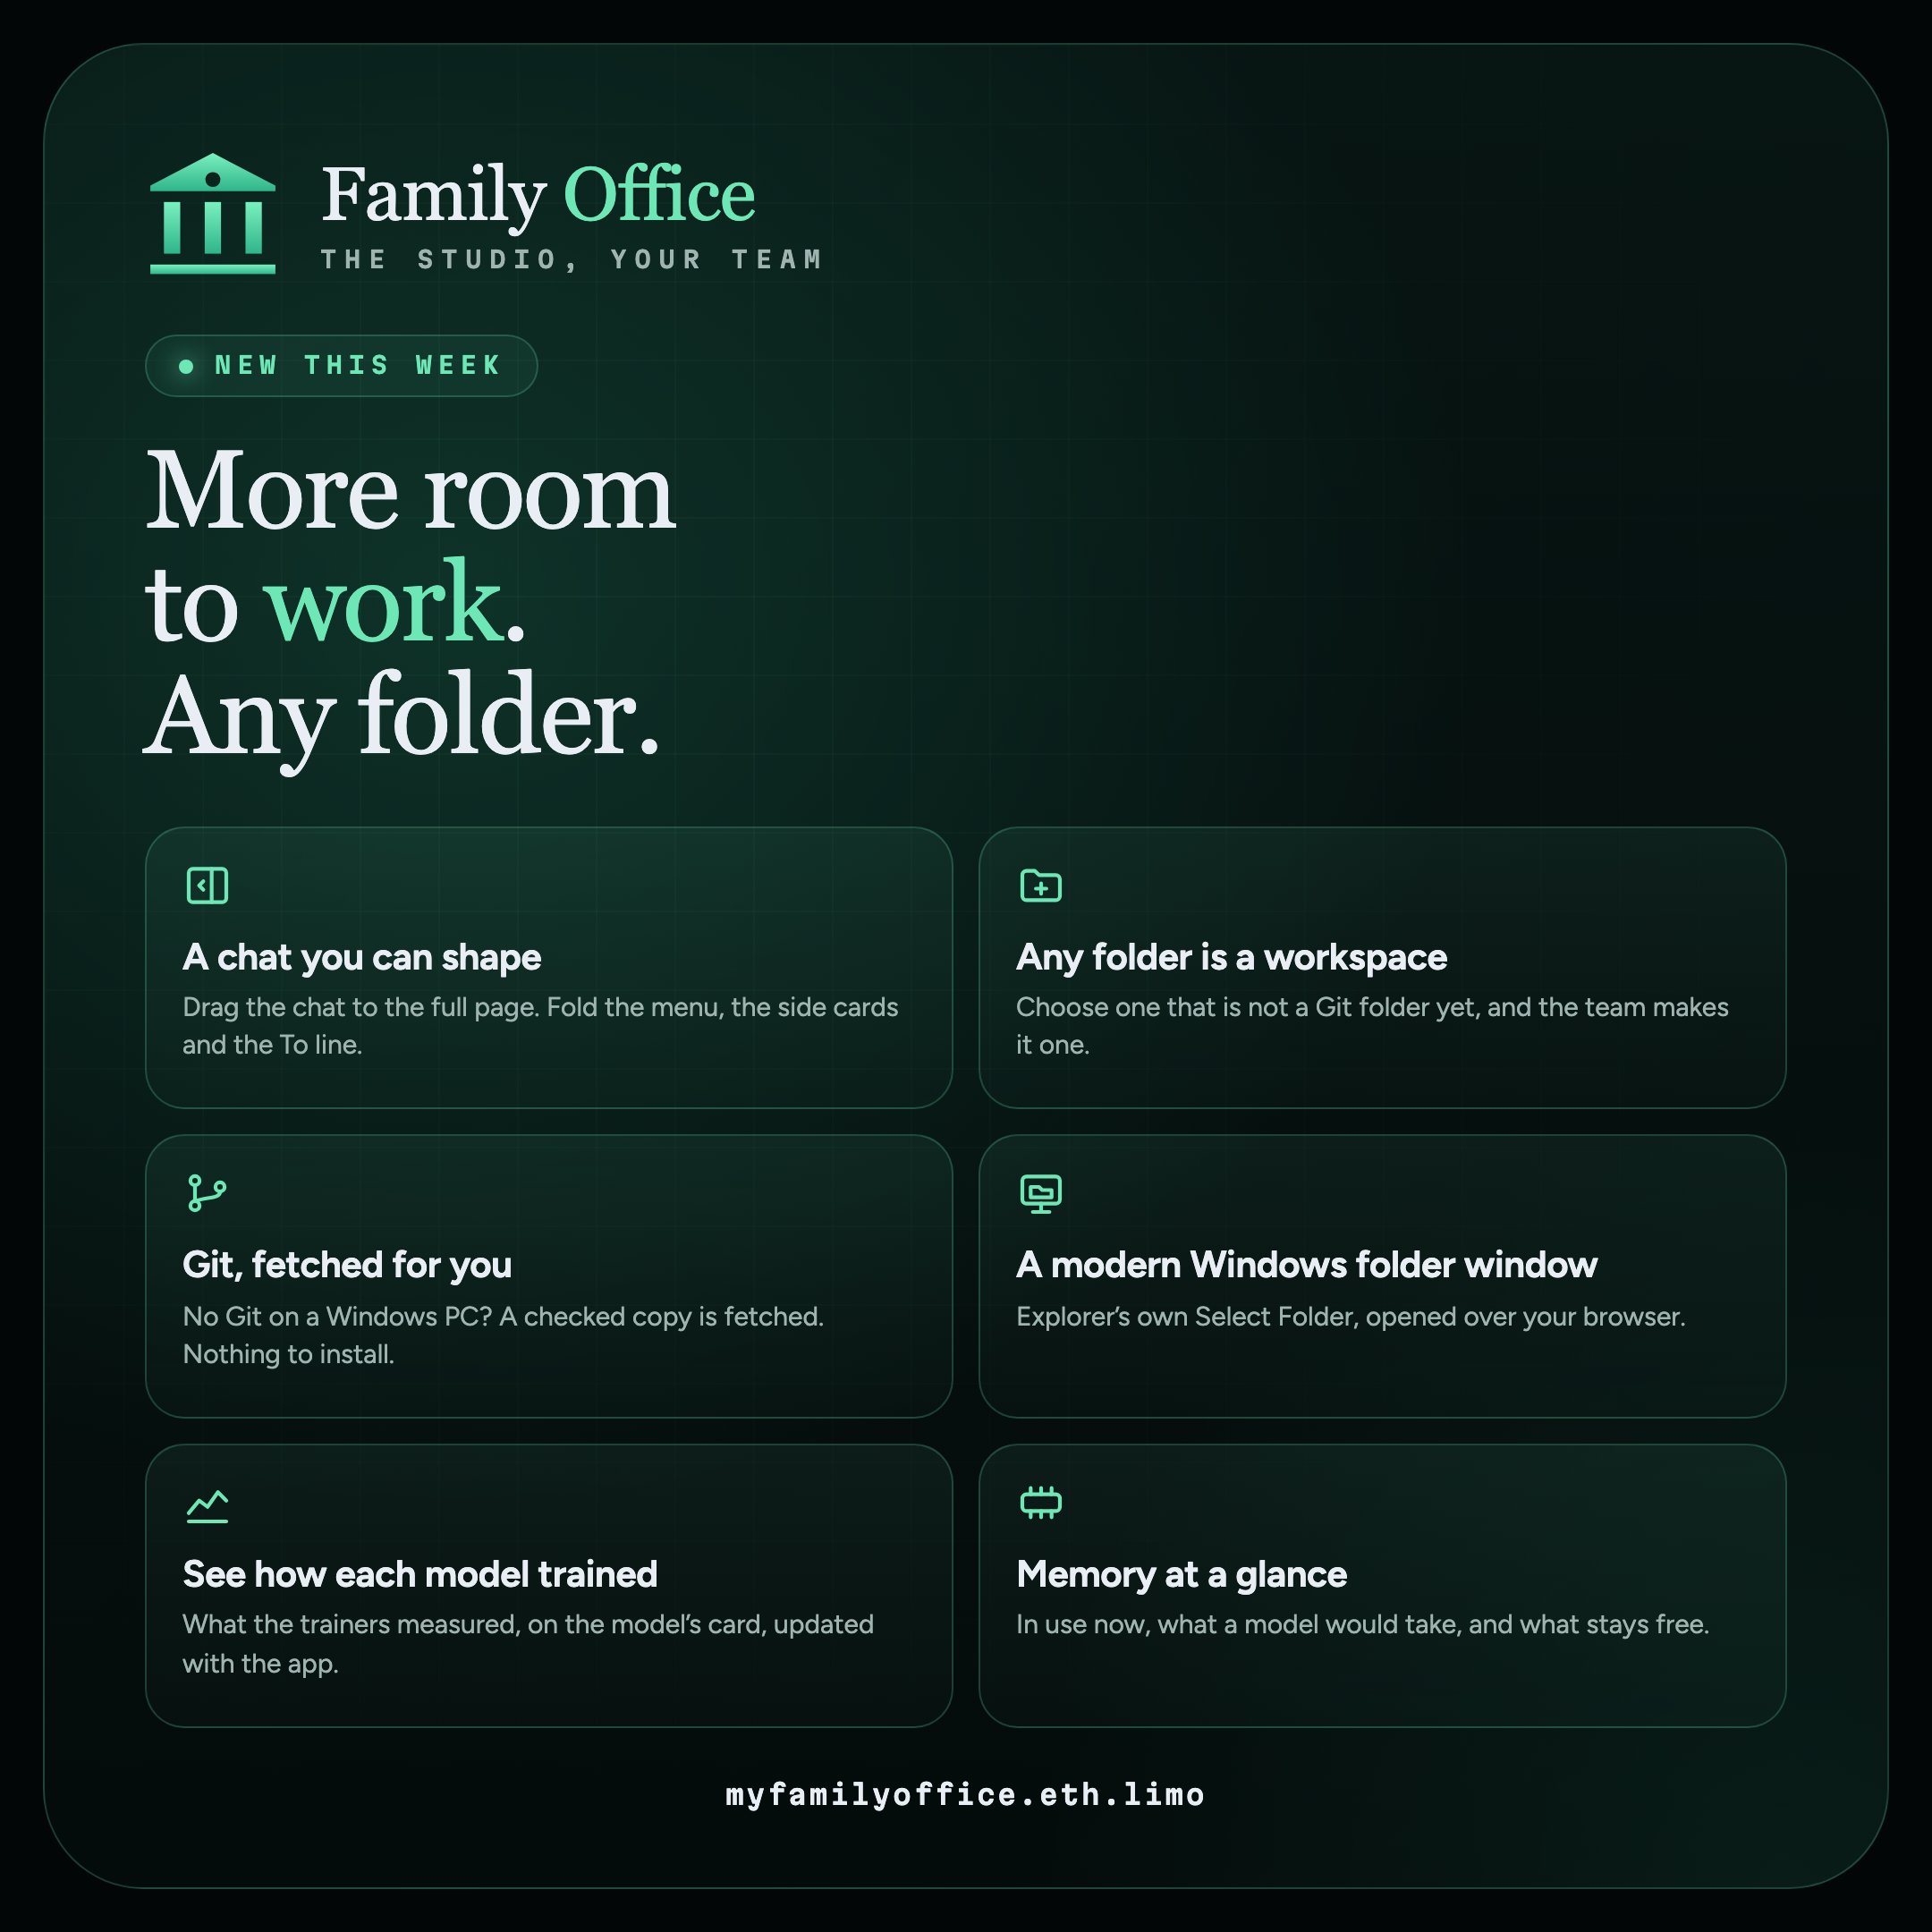 Family Office
THE STUDIO, YOUR TEAM
NEW THIS WEEK
More room
to work.
Any folder.
A chat you can shape
Drag the chat to the full page. Fold the menu, the side cards
and the To line.
Any folder is a workspace
Choose one that is not a Git folder yet, and the team makes
it one.
Git, fetched for you
No Git on a Windows PC? A checked copy is fetched.
Nothing to install.
A modern Windows folder window
Explorer’s own Select Folder, opened over your browser.
See how each model trained
What the trainers measured, on the model’s card, updated
with the app.
Memory at a glance
In use now, what a model would take, and what stays free.
myfamilyoffice.eth.limo